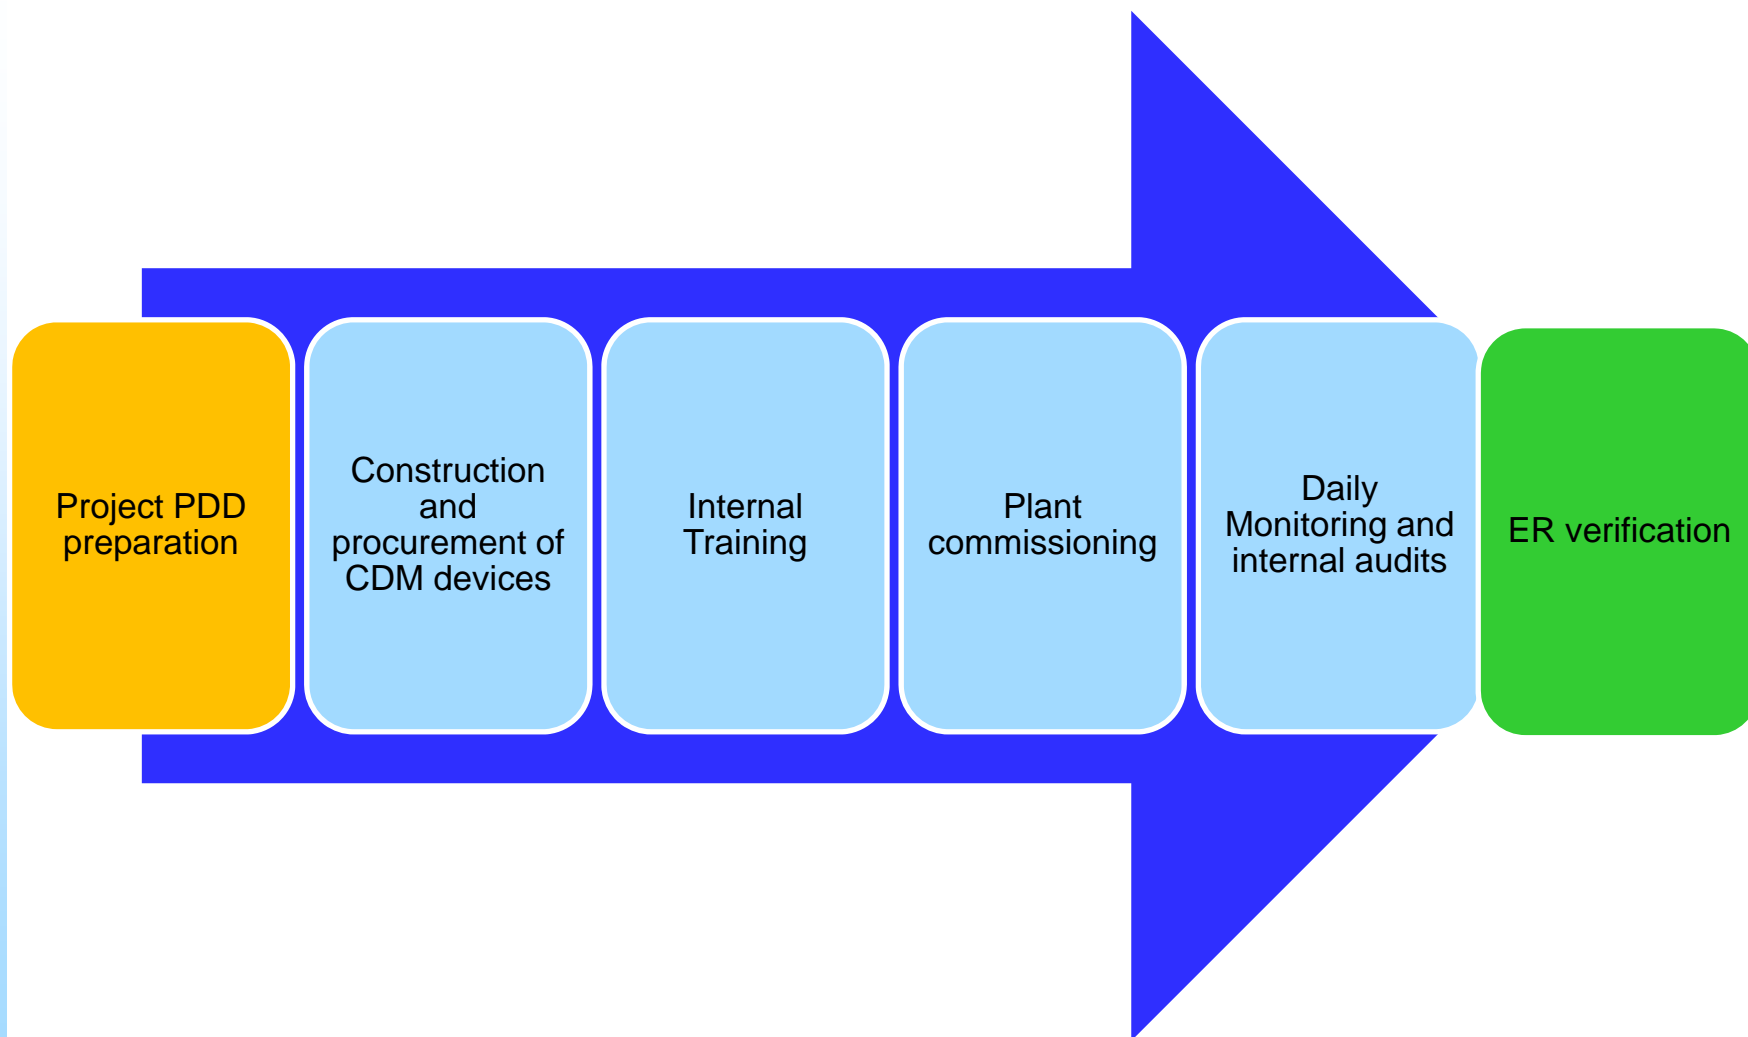 Project PDD
preparation
Construction
and
procurement of
CDM devices
Internal
Training
Plant
commissioning
Daily
Monitoring and
internal audits
ER verification